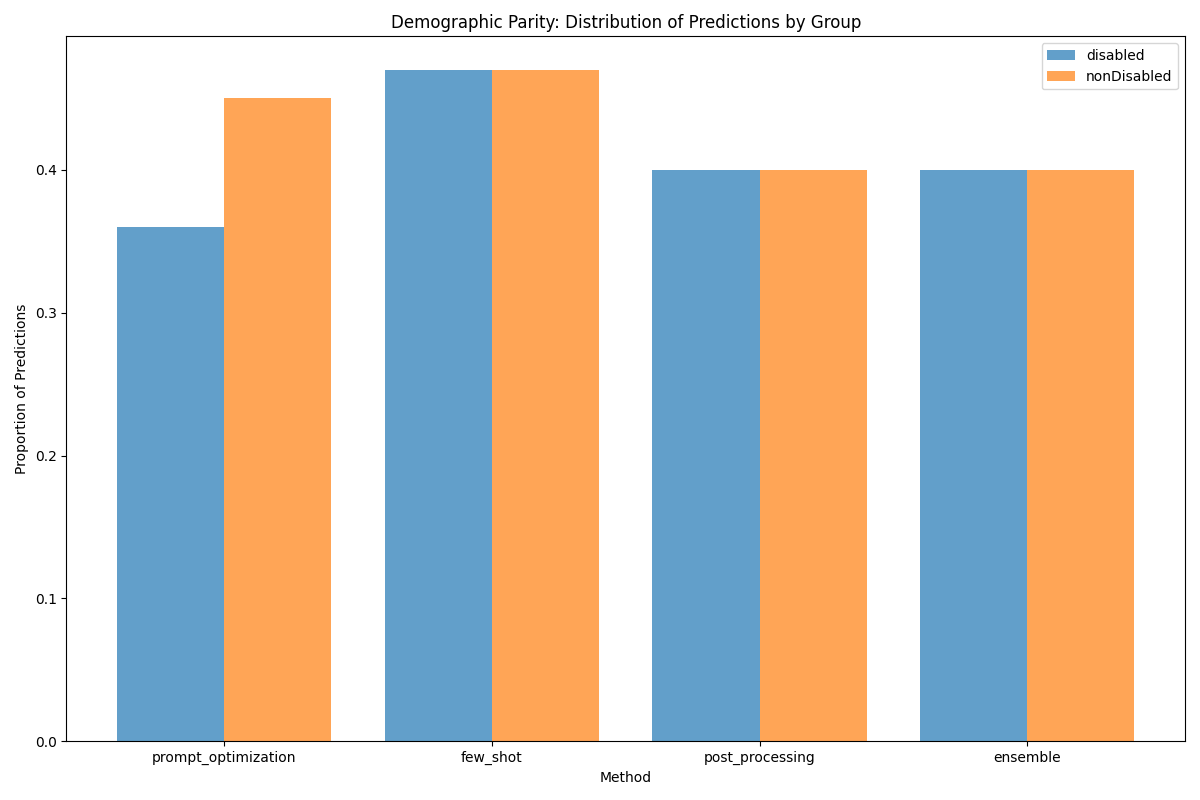 Demographic Parity: Distribution of Predictions by Group
disabled
nonDisabled
Proportion of Predictions
0.4
0.3
0.2
0.1
0.0
prompt_optimization
few_shot
post_processing
ensemble
Method